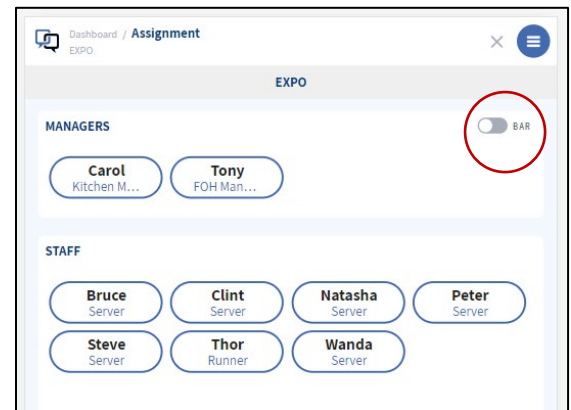 Dashboard / Assignment
EXPO
EXPO
MANAGERS
BAR
Carol Tony
Kitchen M... FOH Man...
STAFF
Bruce Clint Natasha Peter
Server Server Server Server
Steve Thor Wanda
Server Runner Server